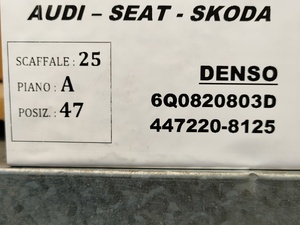 AUDI – SEAT - SKODA
SCAFFALE : 25
PIANO : A
POSIZ. : 47
DENSO
6Q0820803D
447220-8125